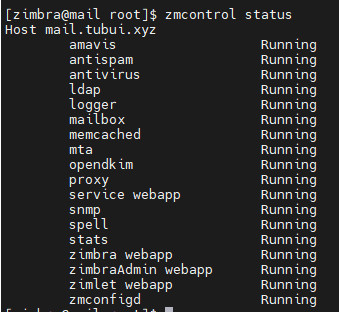 [zimbra@mail root]$ zmcontrol status
Host mail.tubui.xyz
        amavis                  Running
        antispam                Running
        antivirus               Running
        ldap                    Running
        logger                  Running
        mailbox                 Running
        memcached               Running
        mta                     Running
        opendkim                Running
        proxy                   Running
        service webapp          Running
        snmp                    Running
        spell                   Running
        stats                   Running
        zimbra webapp           Running
        zimbraAdmin webapp      Running
        zimlet webapp           Running
        zmconfigd               Running